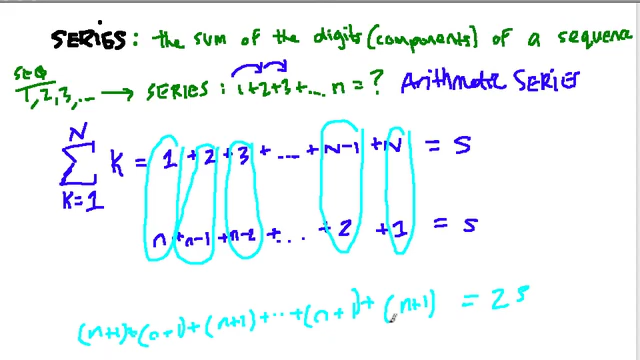 SERIES: the sum of the digits (components) of a sequence
SEQ
1, 2, 3, ... → SERIES: 1+2+3+... n = ? Arithmatic SERIES
N
∑ K = 1 + 2 + 3 + ... + N-1 + N = S
K=1
n + n-1 + n-2 + ... + 2 + 1 = S
(n+1)+(n+1)+(n+1)+...+(n+1)+(n+1) = 2S